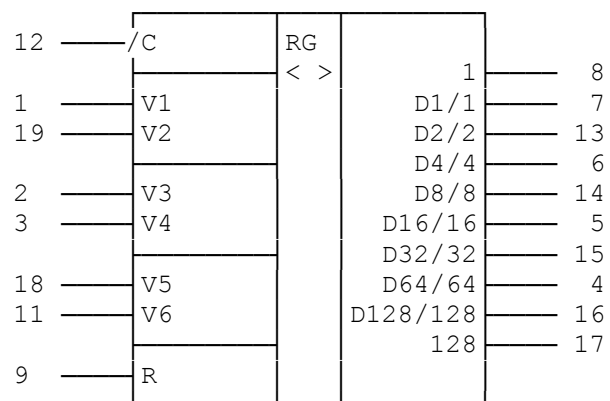 12 /C RG
< > 1 8
1 V1 D1/1 7
19 V2 D2/2 13
D4/4 6
2 V3 D8/8 14
3 V4 D16/16 5
D32/32 15
18 V5 D64/64 4
11 V6 D128/128 16
128 17
9 R